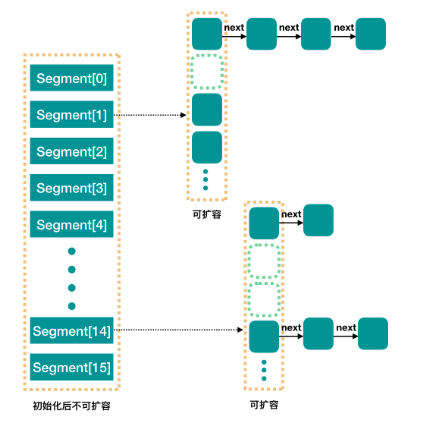 Segment[0]
Segment[1]
Segment[2]
Segment[3]
Segment[4]
Segment[14]
Segment[15]
初始化后不可扩容
next next next
可扩容
next
next next
可扩容